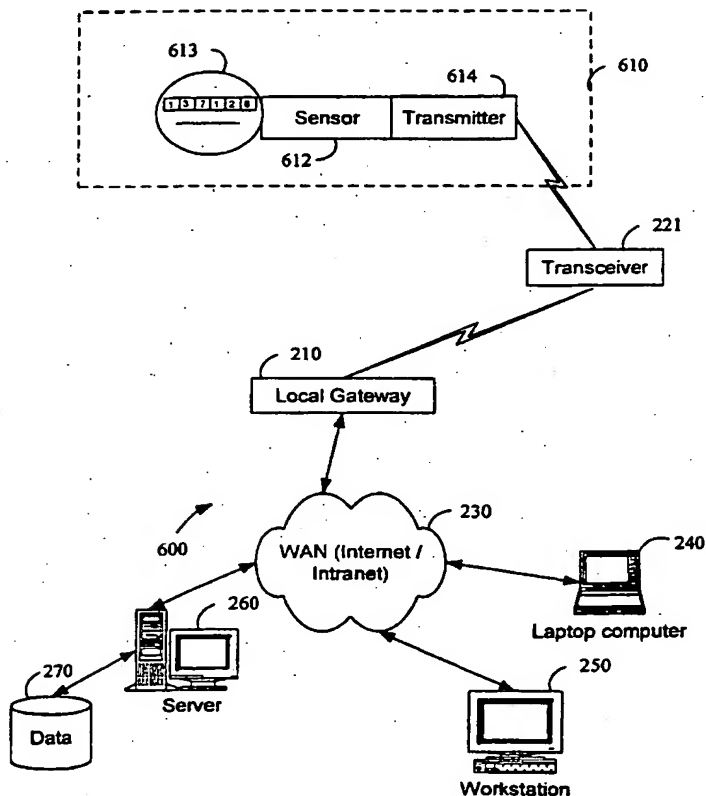 613
614
610
1 3 7 1 2 8
Sensor
Transmitter
612
221
Transceiver
210
Local Gateway
230
600
WAN (Internet /
Intranet)
240
Laptop computer
260
270
Server
250
Data
Workstation